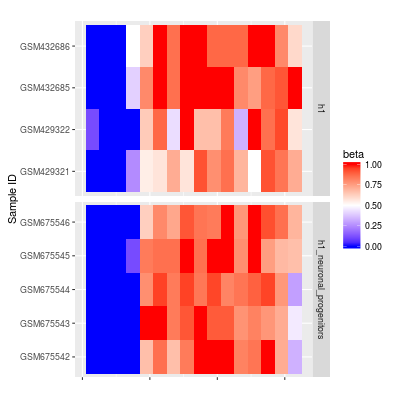 Sample ID
GSM432686
GSM432685
GSM429322
GSM429321
h1
GSM675546
GSM675545
GSM675544
GSM675543
GSM675542
h1_neuronal_progenitors
beta
1.00
0.75
0.50
0.25
0.00